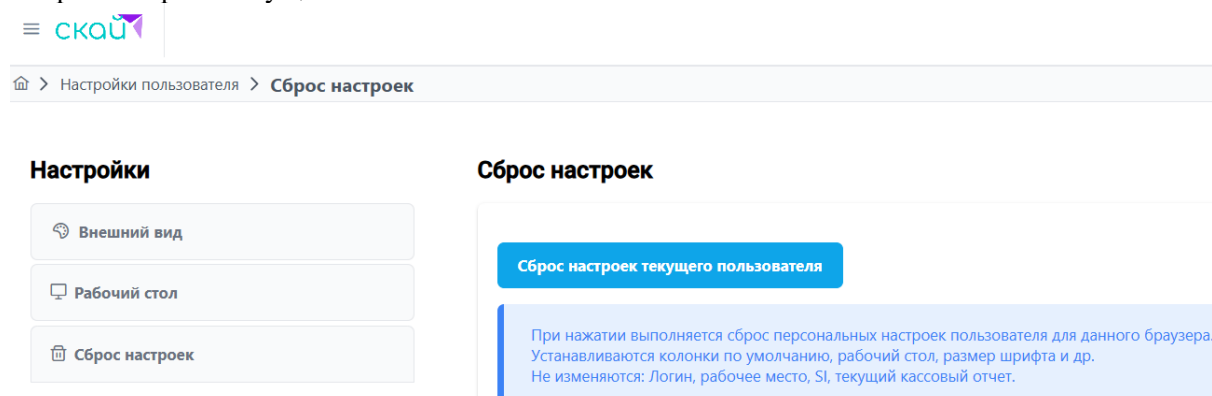 скай
Настройки пользователя > Сброс настроек
Настройки
Сброс настроек
Внешний вид
Рабочий стол
Сброс настроек
Сброс настроек текущего пользователя
При нажатии выполняется сброс персональных настроек пользователя для данного браузера.
Устанавливаются колонки по умолчанию, рабочий стол, размер шрифта и др.
Не изменяются: Логин, рабочее место, SI, текущий кассовый отчет.